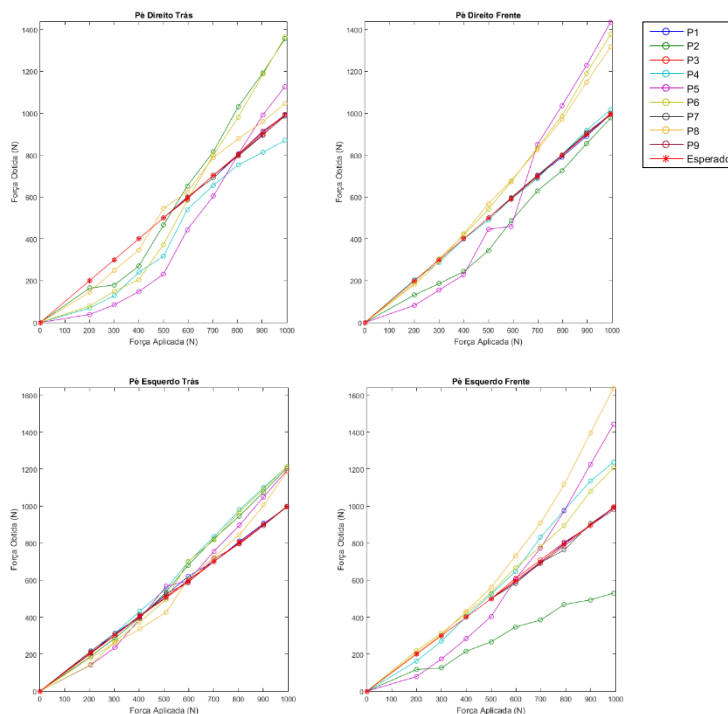 Pé Direito Trás
1400
1200
1000
800
600
400
200
0
Força Obtida (N)
0 100 200 300 400 500 600 700 800 900 1000
Força Aplicada (N)
Pé Direito Frente
1400
1200
1000
800
600
400
200
0
Força Obtida (N)
0 100 200 300 400 500 600 700 800 900 1000
Força Aplicada (N)
P1
P2
P3
P4
P5
P6
P7
P8
P9
Esperado
Pé Esquerdo Trás
1600
1400
1200
1000
800
600
400
200
0
Força Obtida (N)
0 100 200 300 400 500 600 700 800 900 1000
Força Aplicada (N)
Pé Esquerdo Frente
1600
1400
1200
1000
800
600
400
200
0
Força Obtida (N)
0 100 200 300 400 500 600 700 800 900 1000
Força Aplicada (N)